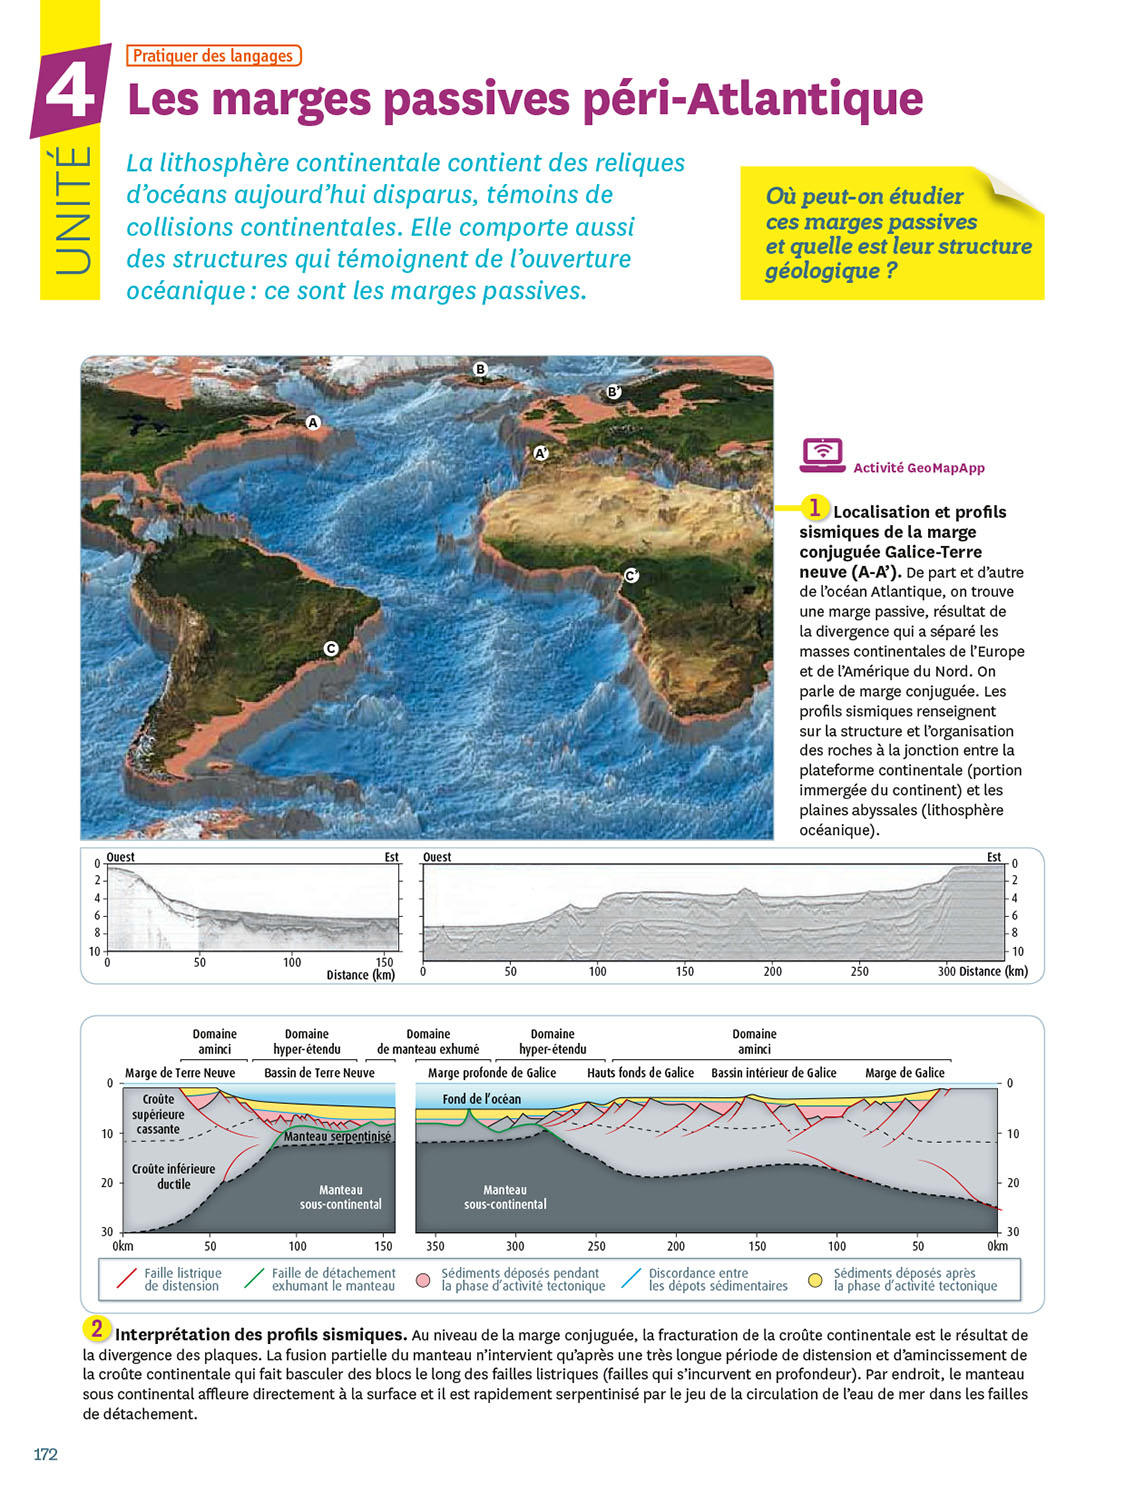 4
UNITÉ
Pratiquer des langages
Les marges passives péri-Atlantique
La lithosphère continentale contient des reliques
d’océans aujourd’hui disparus, témoins de
collisions continentales. Elle comporte aussi
des structures qui témoignent de l’ouverture
océanique : ce sont les marges passives.
Où peut-on étudier
ces marges passives
et quelle est leur structure
géologique ?
A
B
B’
A’
C’
C
Activité GeoMapApp
1 Localisation et profils
sismiques de la marge
conjuguée Galice-Terre
neuve (A-A’). De part et d’autre
de l’océan Atlantique, on trouve
une marge passive, résultat de
la divergence qui a séparé les
masses continentales de l’Europe
et de l’Amérique du Nord. On
parle de marge conjuguée. Les
profils sismiques renseignent
sur la structure et l’organisation
des roches à la jonction entre la
plateforme continentale (portion
immergée du continent) et les
plaines abyssales (lithosphère
océanique).
Ouest Est
0
2
4
6
8
10
0 50 100 150
Distance (km)
Ouest Est
0
2
4
6
8
10
0 50 100 150 200 250 300 Distance (km)
Domaine
aminci
Domaine
hyper-étendu
Domaine
de manteau exhumé
Domaine
hyper-étendu
Domaine
aminci
Marge de Terre Neuve
Bassin de Terre Neuve
Marge profonde de Galice
Hauts fonds de Galice
Bassin intérieur de Galice
Marge de Galice
0
10
20
30
Croûte
supérieure
cassante
Croûte inférieure
ductile
Manteau serpentinisé
Manteau
sous-continental
Fond de l’océan
Manteau
sous-continental
0
10
20
30
0km 50 100 150
350 300 250 200 150 100 50 0km
Faille listrique
de distension
Faille de détachement
exhumant le manteau
Sédiments déposés pendant
la phase d’activité tectonique
Discordance entre
les dépôts sédimentaires
Sédiments déposés après
la phase d’activité tectonique
2 Interprétation des profils sismiques. Au niveau de la marge conjuguée, la fracturation de la croûte continentale est le résultat de
la divergence des plaques. La fusion partielle du manteau n’intervient qu’après une très longue période de distension et d’amincissement de
la croûte continentale qui fait basculer des blocs le long des failles listriques (failles qui s’incurvent en profondeur). Par endroit, le manteau
sous continental affleure directement à la surface et il est rapidement serpentinisé par le jeu de la circulation de l’eau de mer dans les failles
de détachement.
172